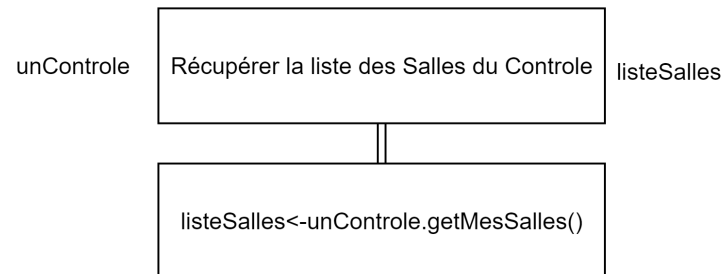 unControle
Récupérer la liste des Salles du Controle
listeSalles
listeSalles<-unControle.getMesSalles()